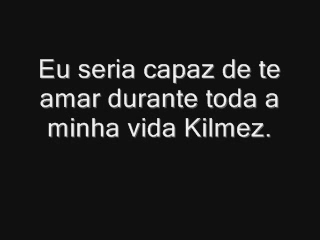 Eu seria capaz de te
amar durante toda a
minha vida Kilmez.